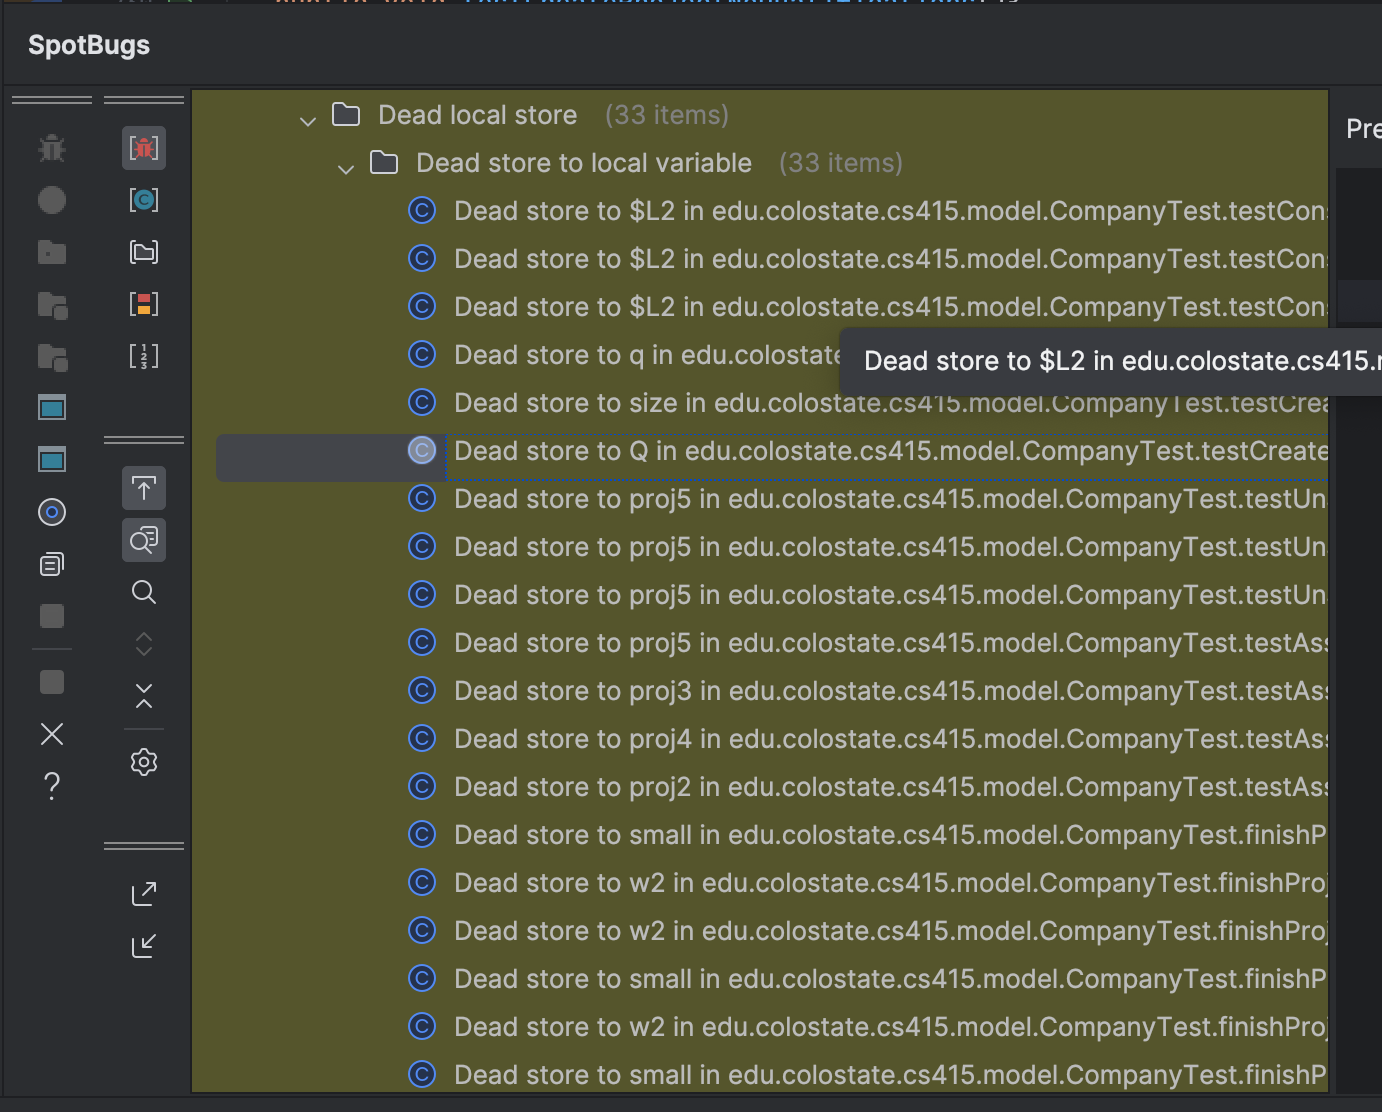 SpotBugs
Dead local store (33 items)
Pre
Dead store to local variable (33 items)
Dead store to $L2 in edu.colostate.cs415.model.CompanyTest.testCons
Dead store to $L2 in edu.colostate.cs415.model.CompanyTest.testCons
Dead store to $L2 in edu.colostate.cs415.model.CompanyTest.testCons
Dead store to q in edu.colostate
Dead store to $L2 in edu.colostate.cs415.m
Dead store to size in edu.colostate.cs415.model.CompanyTest.testCrea
Dead store to Q in edu.colostate.cs415.model.CompanyTest.testCreate
Dead store to proj5 in edu.colostate.cs415.model.CompanyTest.testUn
Dead store to proj5 in edu.colostate.cs415.model.CompanyTest.testUn
Dead store to proj5 in edu.colostate.cs415.model.CompanyTest.testUn
Dead store to proj5 in edu.colostate.cs415.model.CompanyTest.testAss
Dead store to proj3 in edu.colostate.cs415.model.CompanyTest.testAss
Dead store to proj4 in edu.colostate.cs415.model.CompanyTest.testAss
Dead store to proj2 in edu.colostate.cs415.model.CompanyTest.testAss
Dead store to small in edu.colostate.cs415.model.CompanyTest.finishP
Dead store to w2 in edu.colostate.cs415.model.CompanyTest.finishProj
Dead store to w2 in edu.colostate.cs415.model.CompanyTest.finishProj
Dead store to small in edu.colostate.cs415.model.CompanyTest.finishP
Dead store to w2 in edu.colostate.cs415.model.CompanyTest.finishProj
Dead store to small in edu.colostate.cs415.model.CompanyTest.finishP